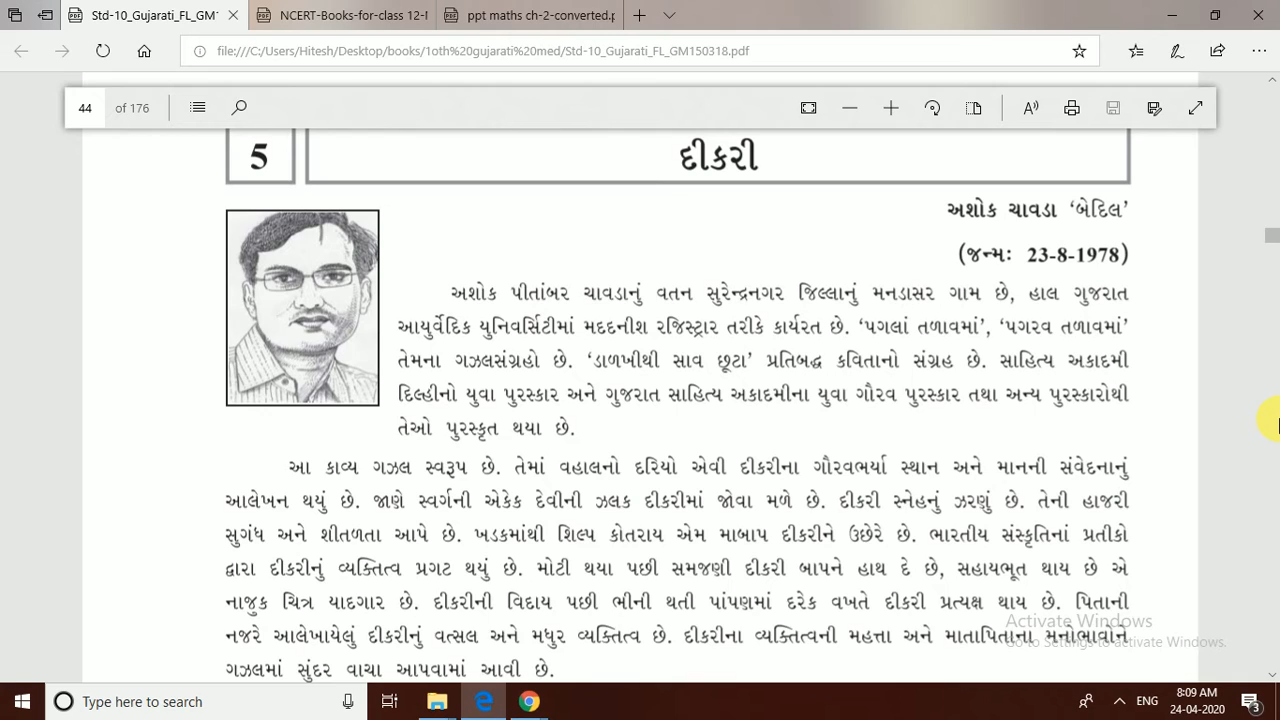 Std-10_Gujarati_FL_GM1
NCERT-Books-for class 12-
ppt maths ch-2-converted.p
file:///C:/Users/Hitesh/Desktop/books/1oth%20gujarati%20med/Std-10_Gujarati_FL_GM150318.pdf
44 of 176
5 દીકરી
અશોક ચાવડા ‘બેદિલ’
(જન્મ: 23-8-1978)
અશોક પીતાંબર ચાવડાનું વતન સુરેન્દ્રનગર જિલ્લાનું મનડાસર ગામ છે, હાલ ગુજરાત
આયુર્વેદિક યુનિવર્સિટીમાં મદદનીશ રજિસ્ટ્રાર તરીકે કાર્યરત છે. ‘પગલાં તળાવમાં’, ‘પગરવ તળાવમાં’
તેમના ગઝલસંગ્રહો છે. ‘ડાળખીથી સાવ છૂટા’ પ્રતિબદ્ધ કવિતાનો સંગ્રહ છે. સાહિત્ય અકાદમી
દિલ્હીનો યુવા પુરસ્કાર અને ગુજરાત સાહિત્ય અકાદમીના યુવા ગૌરવ પુરસ્કાર તથા અન્ય પુરસ્કારોથી
તેઓ પુરસ્કૃત થયા છે.
આ કાવ્ય ગઝલ સ્વરૂપ છે. તેમાં વહાલનો દરિયો એવી દીકરીના ગૌરવભર્યા સ્થાન અને માનની સંવેદનાનું
આલેખન થયું છે. જાણે સ્વર્ગની એકેક દેવીની ઝલક દીકરીમાં જોવા મળે છે. દીકરી સ્નેહનું ઝરણું છે. તેની હાજરી
સુગંધ અને શીતળતા આપે છે. ખડકમાંથી શિલ્પ કોતરાય એમ માબાપ દીકરીને ઉછેરે છે. ભારતીય સંસ્કૃતિનાં પ્રતીકો
દ્વારા દીકરીનું વ્યક્તિત્વ પ્રગટ થયું છે. મોટી થયા પછી સમજણી દીકરી બાપને હાથ દે છે, સહાયભૂત થાય છે એ
નાજુક ચિત્ર યાદગાર છે. દીકરીની વિદાય પછી ભીની થતી પાંપણમાં દરેક વખતે દીકરી પ્રત્યક્ષ થાય છે. પિતાની
નજરે આલેખાયેલું દીકરીનું વત્સલ અને મધુર વ્યક્તિત્વ છે. દીકરીના વ્યક્તિત્વની મહત્તા અને માતાપિતાના મનોભાવોને
ગઝલમાં સુંદર વાચા આપવામાં આવી છે.
Activate Windows
Go to Settings to activate Windows.
Type here to search
ENG
8:09 AM
24-04-2020
3